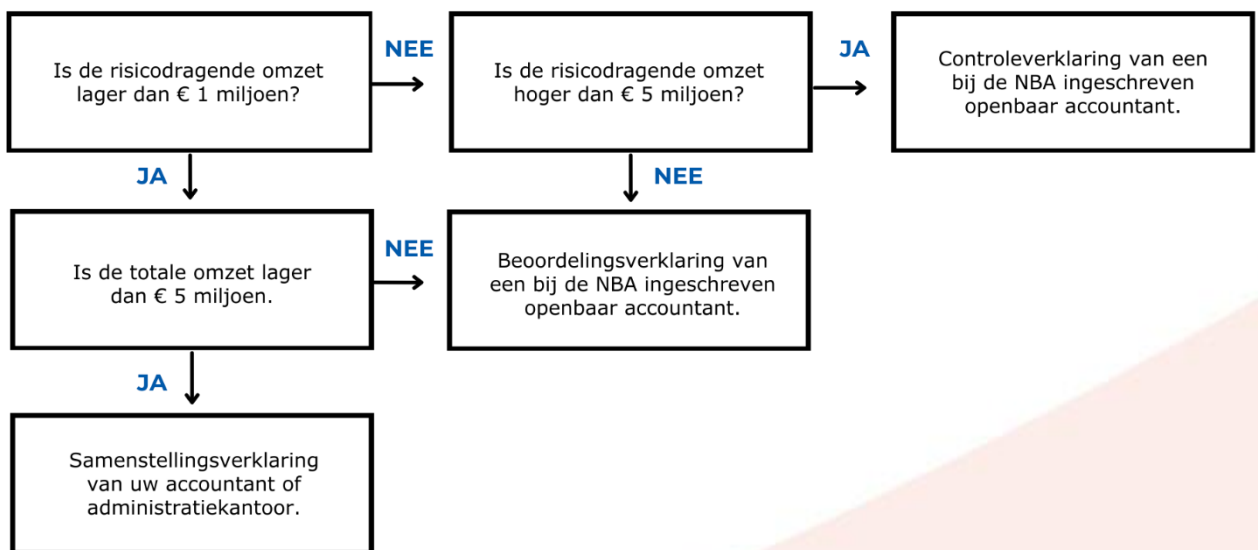 Is de risicodragende omzet
lager dan € 1 miljoen?
NEE
Is de risicodragende omzet
hoger dan € 5 miljoen?
JA
Controleverklaring van een
bij de NBA ingeschreven
openbaar accountant.
JA
NEE
Is de totale omzet lager
dan € 5 miljoen.
NEE
Beoordelingsverklaring van
een bij de NBA ingeschreven
openbaar accountant.
JA
Samenstellingsverklaring
van uw accountant of
administratiekantoor.